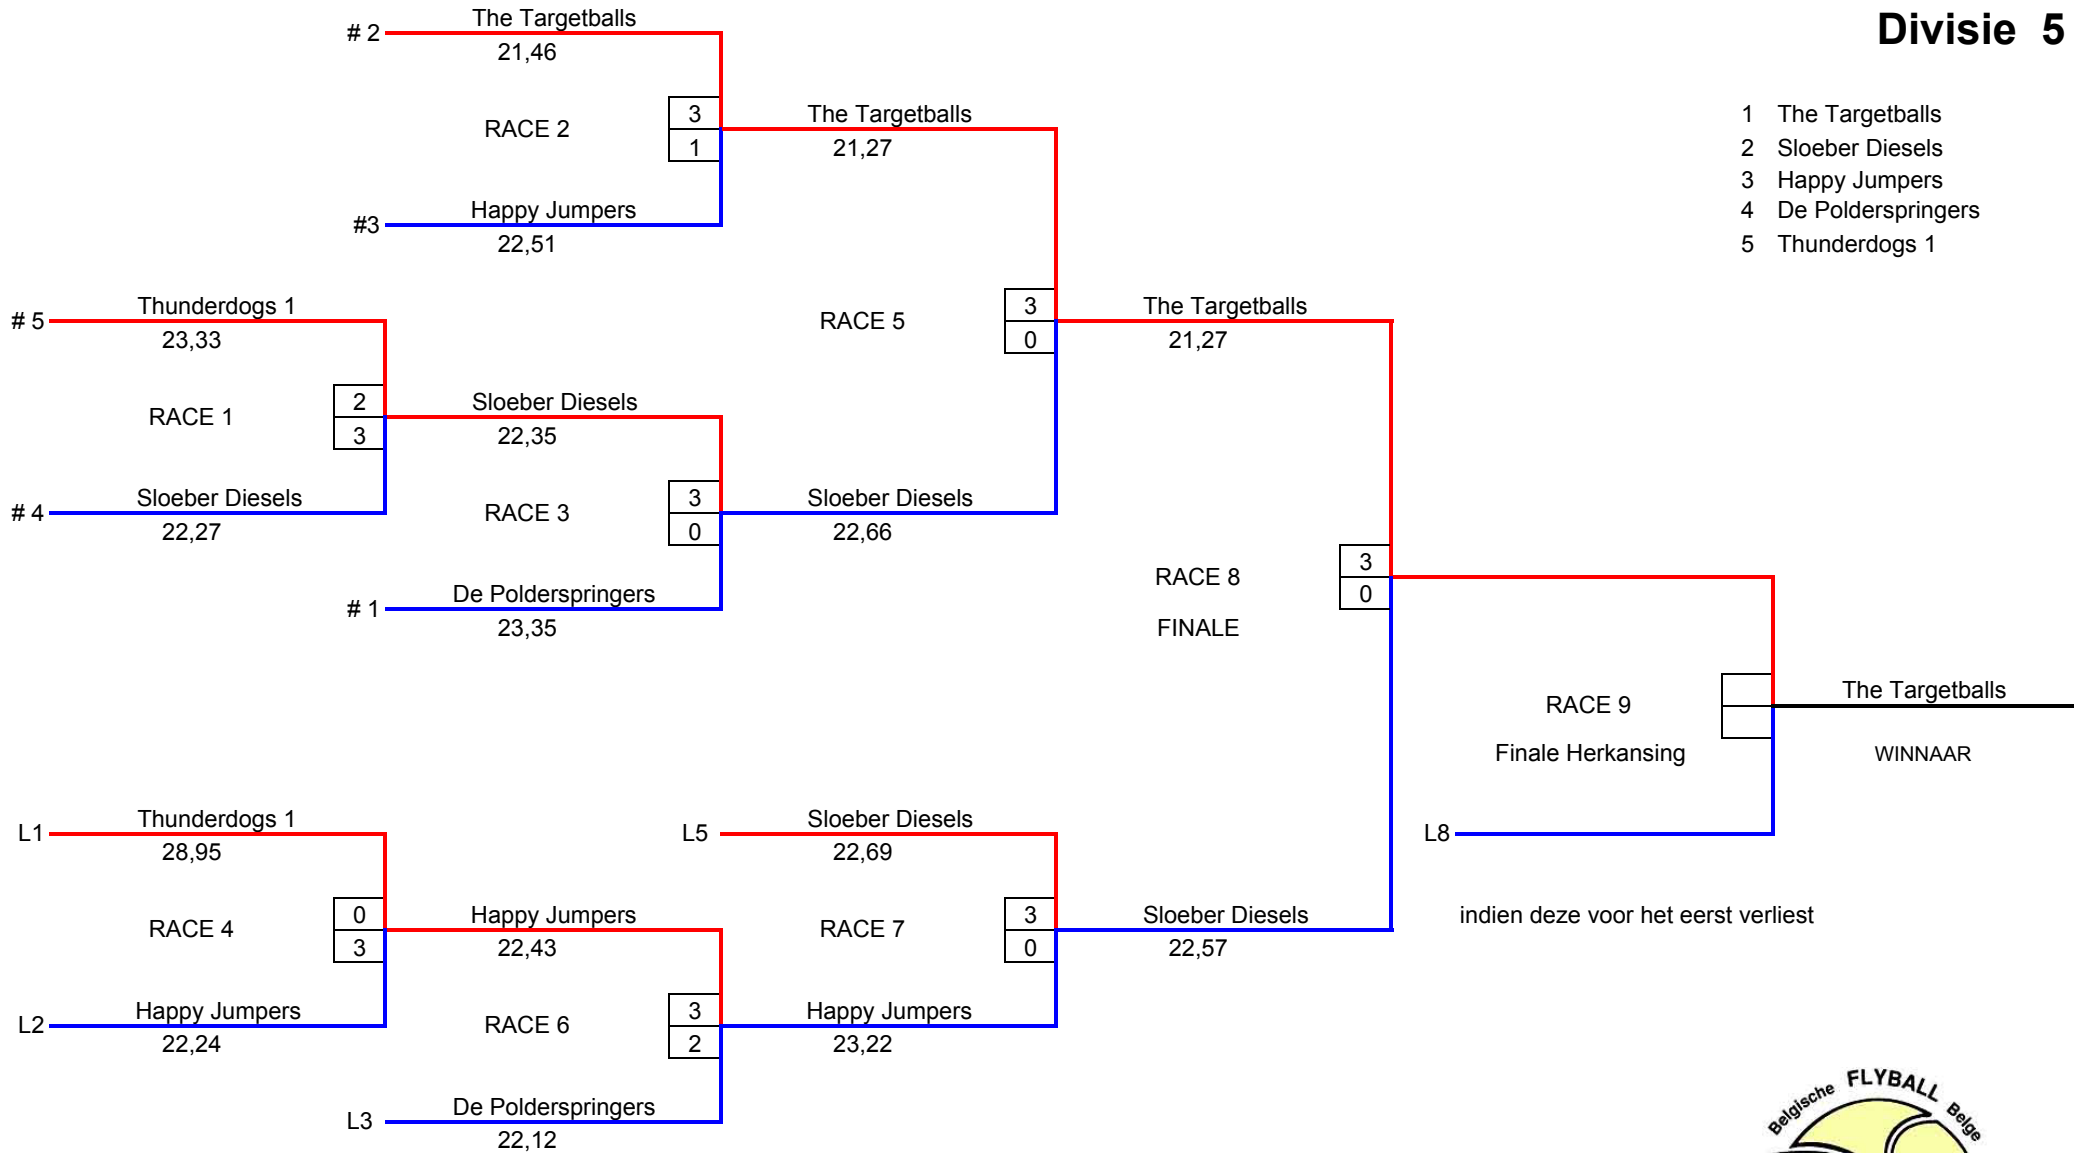 Divisie 5
The Targetballs
# 2
21,46
3
The Targetballs
1 The Targetballs
RACE 2
1
21,27
2 Sloeber Diesels
3 Happy Jumpers
Happy Jumpers
4 De Polderspringers
#3
22,51
5 Thunderdogs 1
Thunderdogs 1
3
The Targetballs
# 5
RACE 5
23,33
0
21,27
2
Sloeber Diesels
RACE 1
3
22,35
Sloeber Diesels
3
Sloeber Diesels
# 4
RACE 3
22,27
0
22,66
3
RACE 8
De Polderspringers
0
# 1
23,35
FINALE
The Targetballs
RACE 9
Finale Herkansing
WINNAAR
Thunderdogs 1
Sloeber Diesels
L1
L5
L8
28,95
22,69
0
Happy Jumpers
3
Sloeber Diesels
indien deze voor het eerst verliest
RACE 4
RACE 7
3
22,43
0
22,57
Happy Jumpers
3
Happy Jumpers
L2
RACE 6
22,24
2
23,22
De Polderspringers
L3
22,12
Belgische FLYBALL Belge